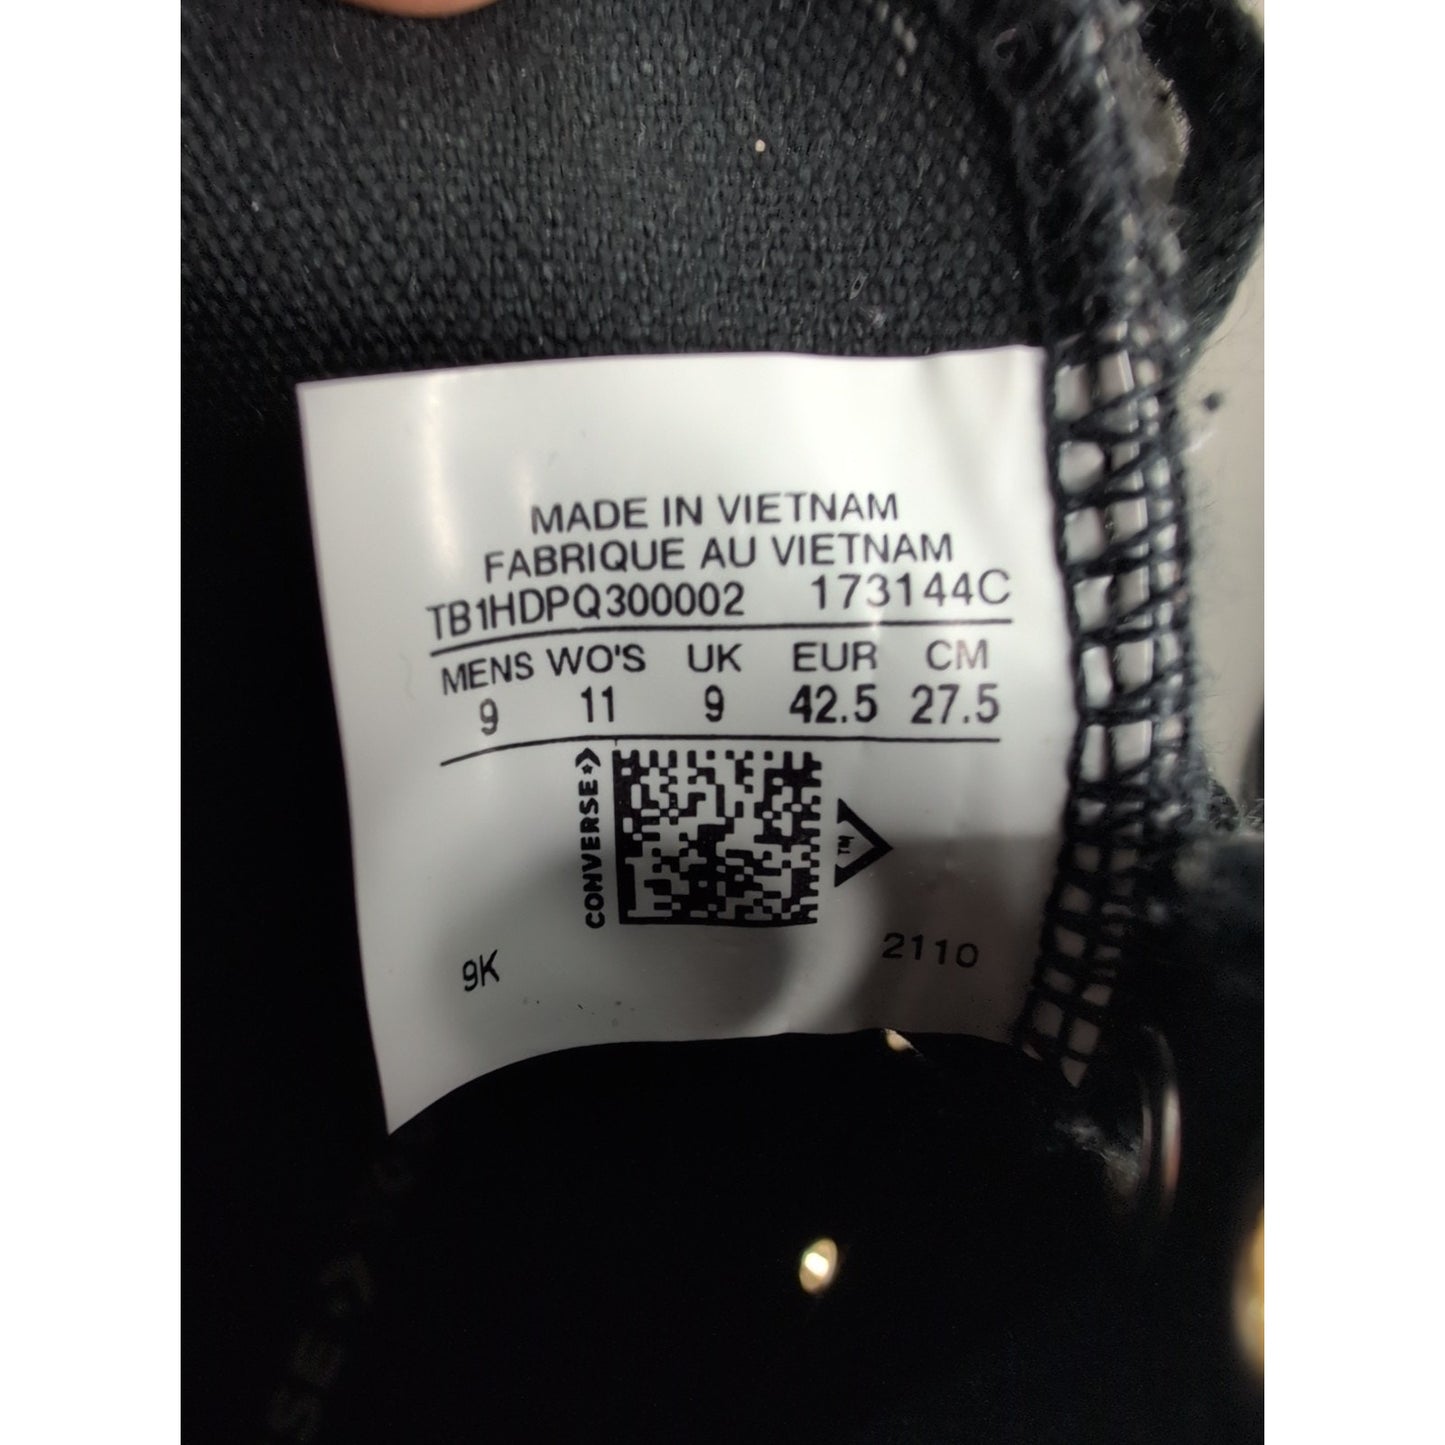 MADE IN VIETNAM
FABRIQUE AU VIETNAM
TB1HDPQ300002 173144C
MENS WO'S UK EUR CM
9 11 9 42.5 27.5
CONVERSE
TM
9K 2110